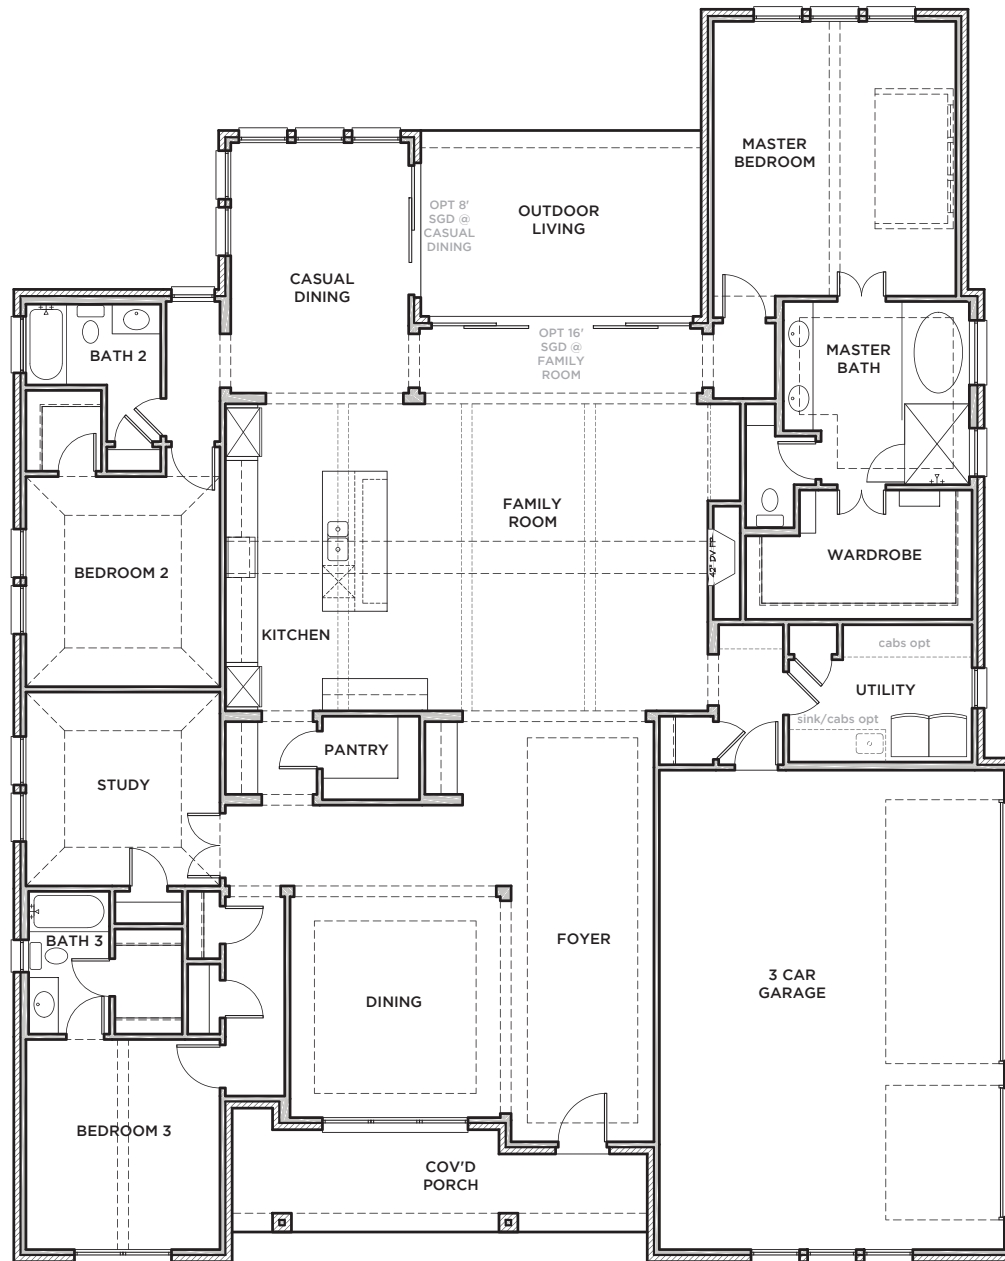 MASTER
BEDROOM
OPT 8'
SGD @
CASUAL
DINING
OUTDOOR
LIVING
CASUAL
DINING
OPT 16'
SGD @
FAMILY
ROOM
BATH 2
MASTER
BATH
FAMILY
ROOM
42" DV FP
WARDROBE
BEDROOM 2
KITCHEN
cabs opt
UTILITY
sink/cabs opt
PANTRY
STUDY
BATH 3
FOYER
DINING
3 CAR
GARAGE
BEDROOM 3
COV'D
PORCH